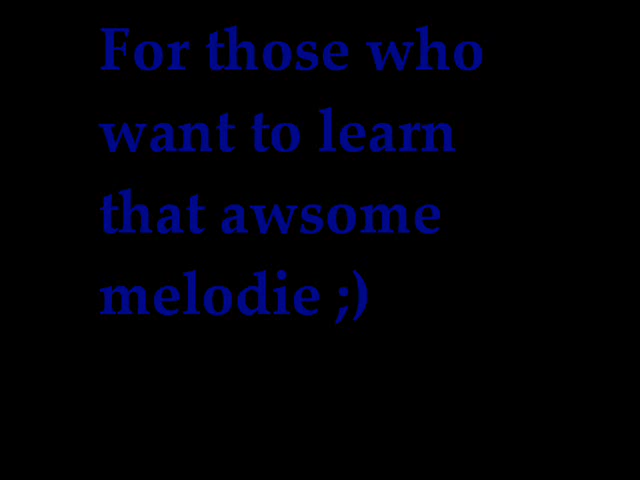 For those who
want to learn
that awsome
melodie ;)